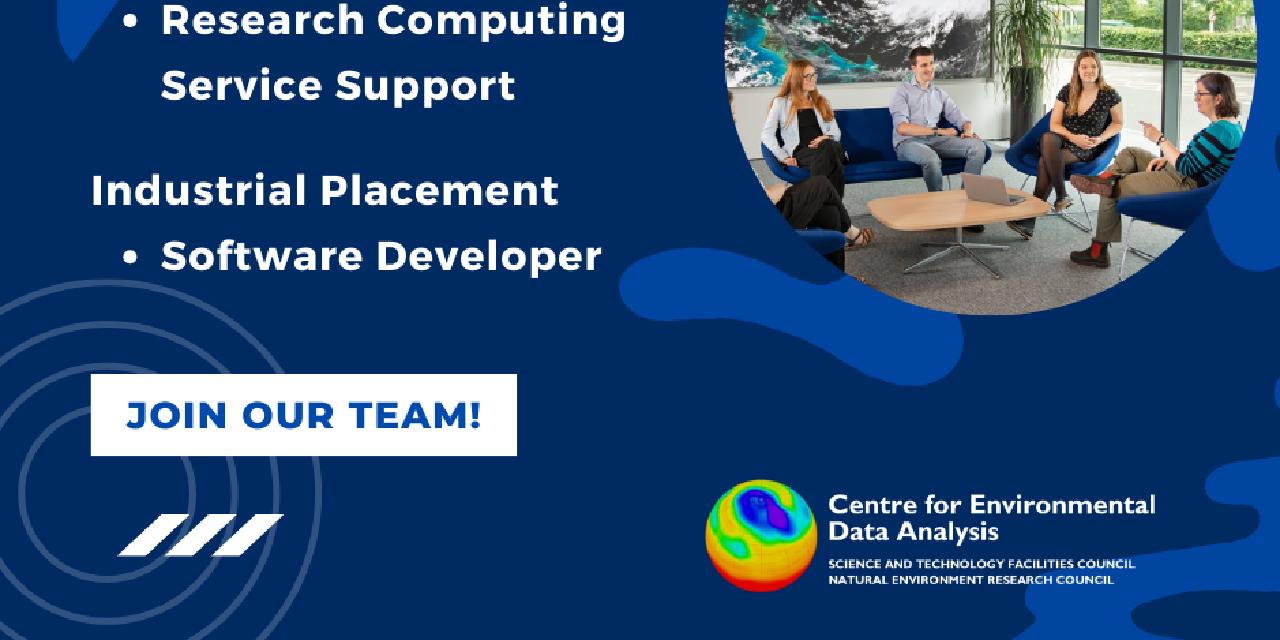 • Research Computing
Service Support
Industrial Placement
• Software Developer
JOIN OUR TEAM!
Centre for Environmental
Data Analysis
SCIENCE AND TECHNOLOGY FACILITIES COUNCIL
NATURAL ENVIRONMENT RESEARCH COUNCIL